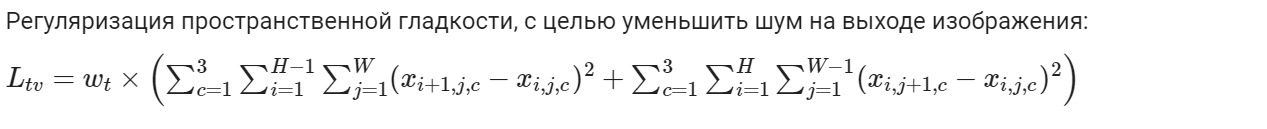 Регуляризация пространственной гладкости, с целью уменьшить шум на выходе изображения:
$L_{tv} = w_t \times \left( \sum_{c=1}^{3} \sum_{i=1}^{H-1} \sum_{j=1}^{W} (x_{i+1,j,c} - x_{i,j,c})^2 + \sum_{c=1}^{3} \sum_{i=1}^{H} \sum_{j=1}^{W-1} (x_{i,j+1,c} - x_{i,j,c})^2 \right)$